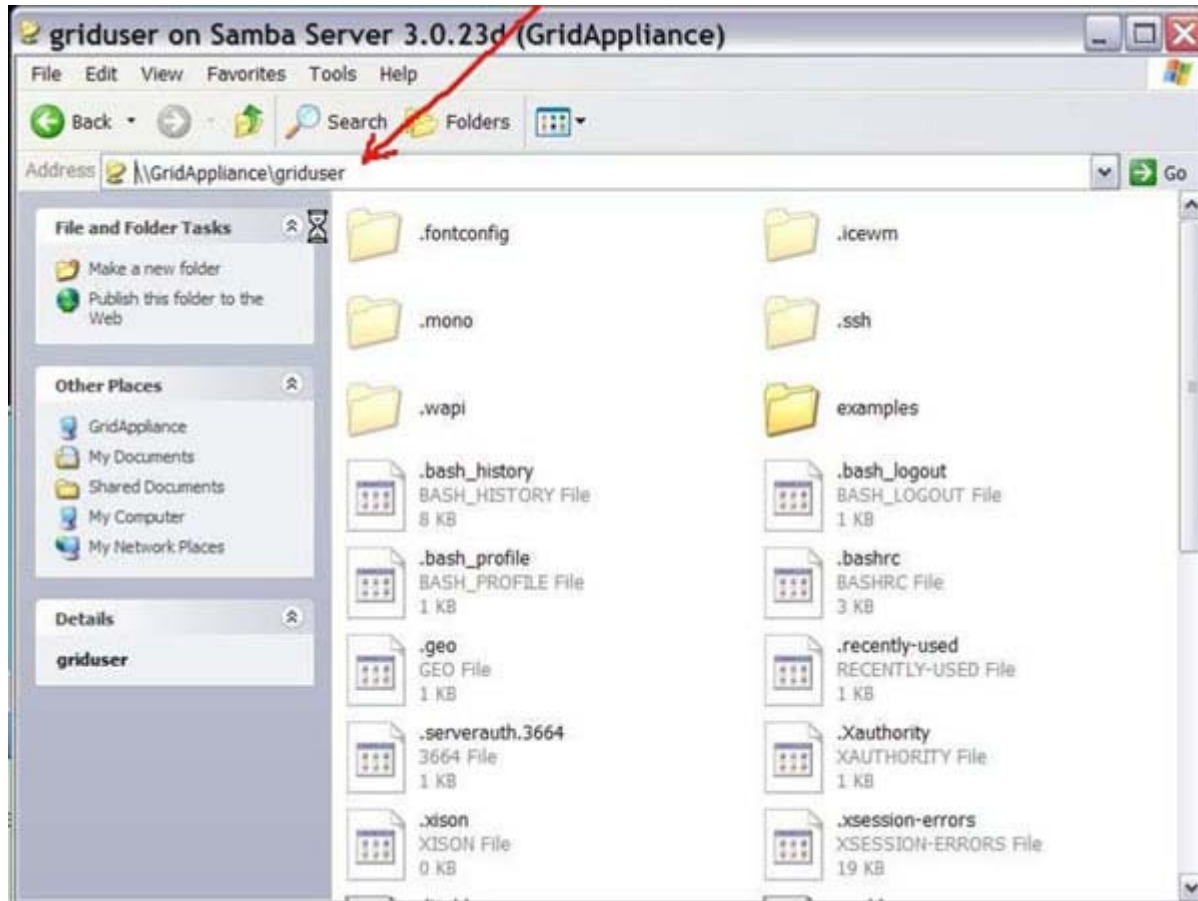 griduser on Samba Server 3.0.23d (GridAppliance)
File Edit View Favorites Tools Help
Back Search Folders
Address \\GridAppliance\griduser Go
File and Folder Tasks
Make a new folder
Publish this folder to the
Web
Other Places
GridAppliance
My Documents
Shared Documents
My Computer
My Network Places
Details
griduser
.fontconfig
.icewm
.mono
.ssh
.wapi
examples
.bash_history
BASH_HISTORY File
8 KB
.bash_logout
BASH_LOGOUT File
1 KB
.bash_profile
BASH_PROFILE File
1 KB
.bashrc
BASHRC File
3 KB
.geo
GEO File
1 KB
.recently-used
RECENTLY-USED File
1 KB
.serverauth.3664
3664 File
1 KB
.Xauthority
XAUTHORITY File
1 KB
.xison
XISON File
0 KB
.xsession-errors
XSESSION-ERRORS File
19 KB